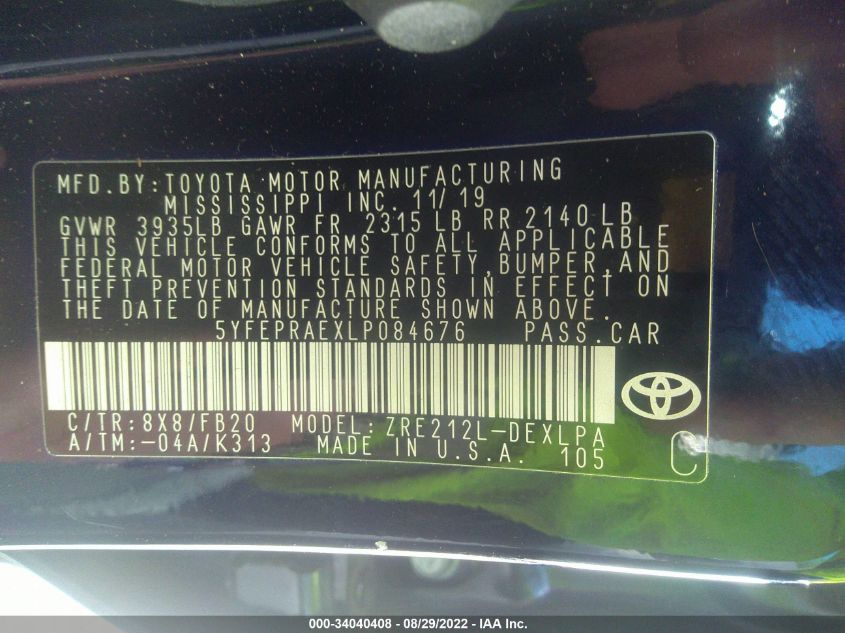 MFD.BY:TOYOTA MOTOR MANUFACTURING
MISSISSIPPI INC. 11/19
GVWR 3935LB GAWR FR 2315 LB RR 2140 LB
THIS VEHICLE CONFORMS TO ALL APPLICABLE
FEDERAL MOTOR VEHICLE SAFETY,BUMPER,AND
THEFT PREVENTION STANDARDS IN EFFECT ON
THE DATE OF MANUFACTURE SHOWN ABOVE.
5YFEPRAEXLP084676 PASS.CAR
C/TR:8X8/FB20 MODEL:ZRE212L-DEXLPA
A/TM:-04A/K313 MADE IN U.S.A. 105
C
000-34040408 - 08/29/2022 - IAA Inc.